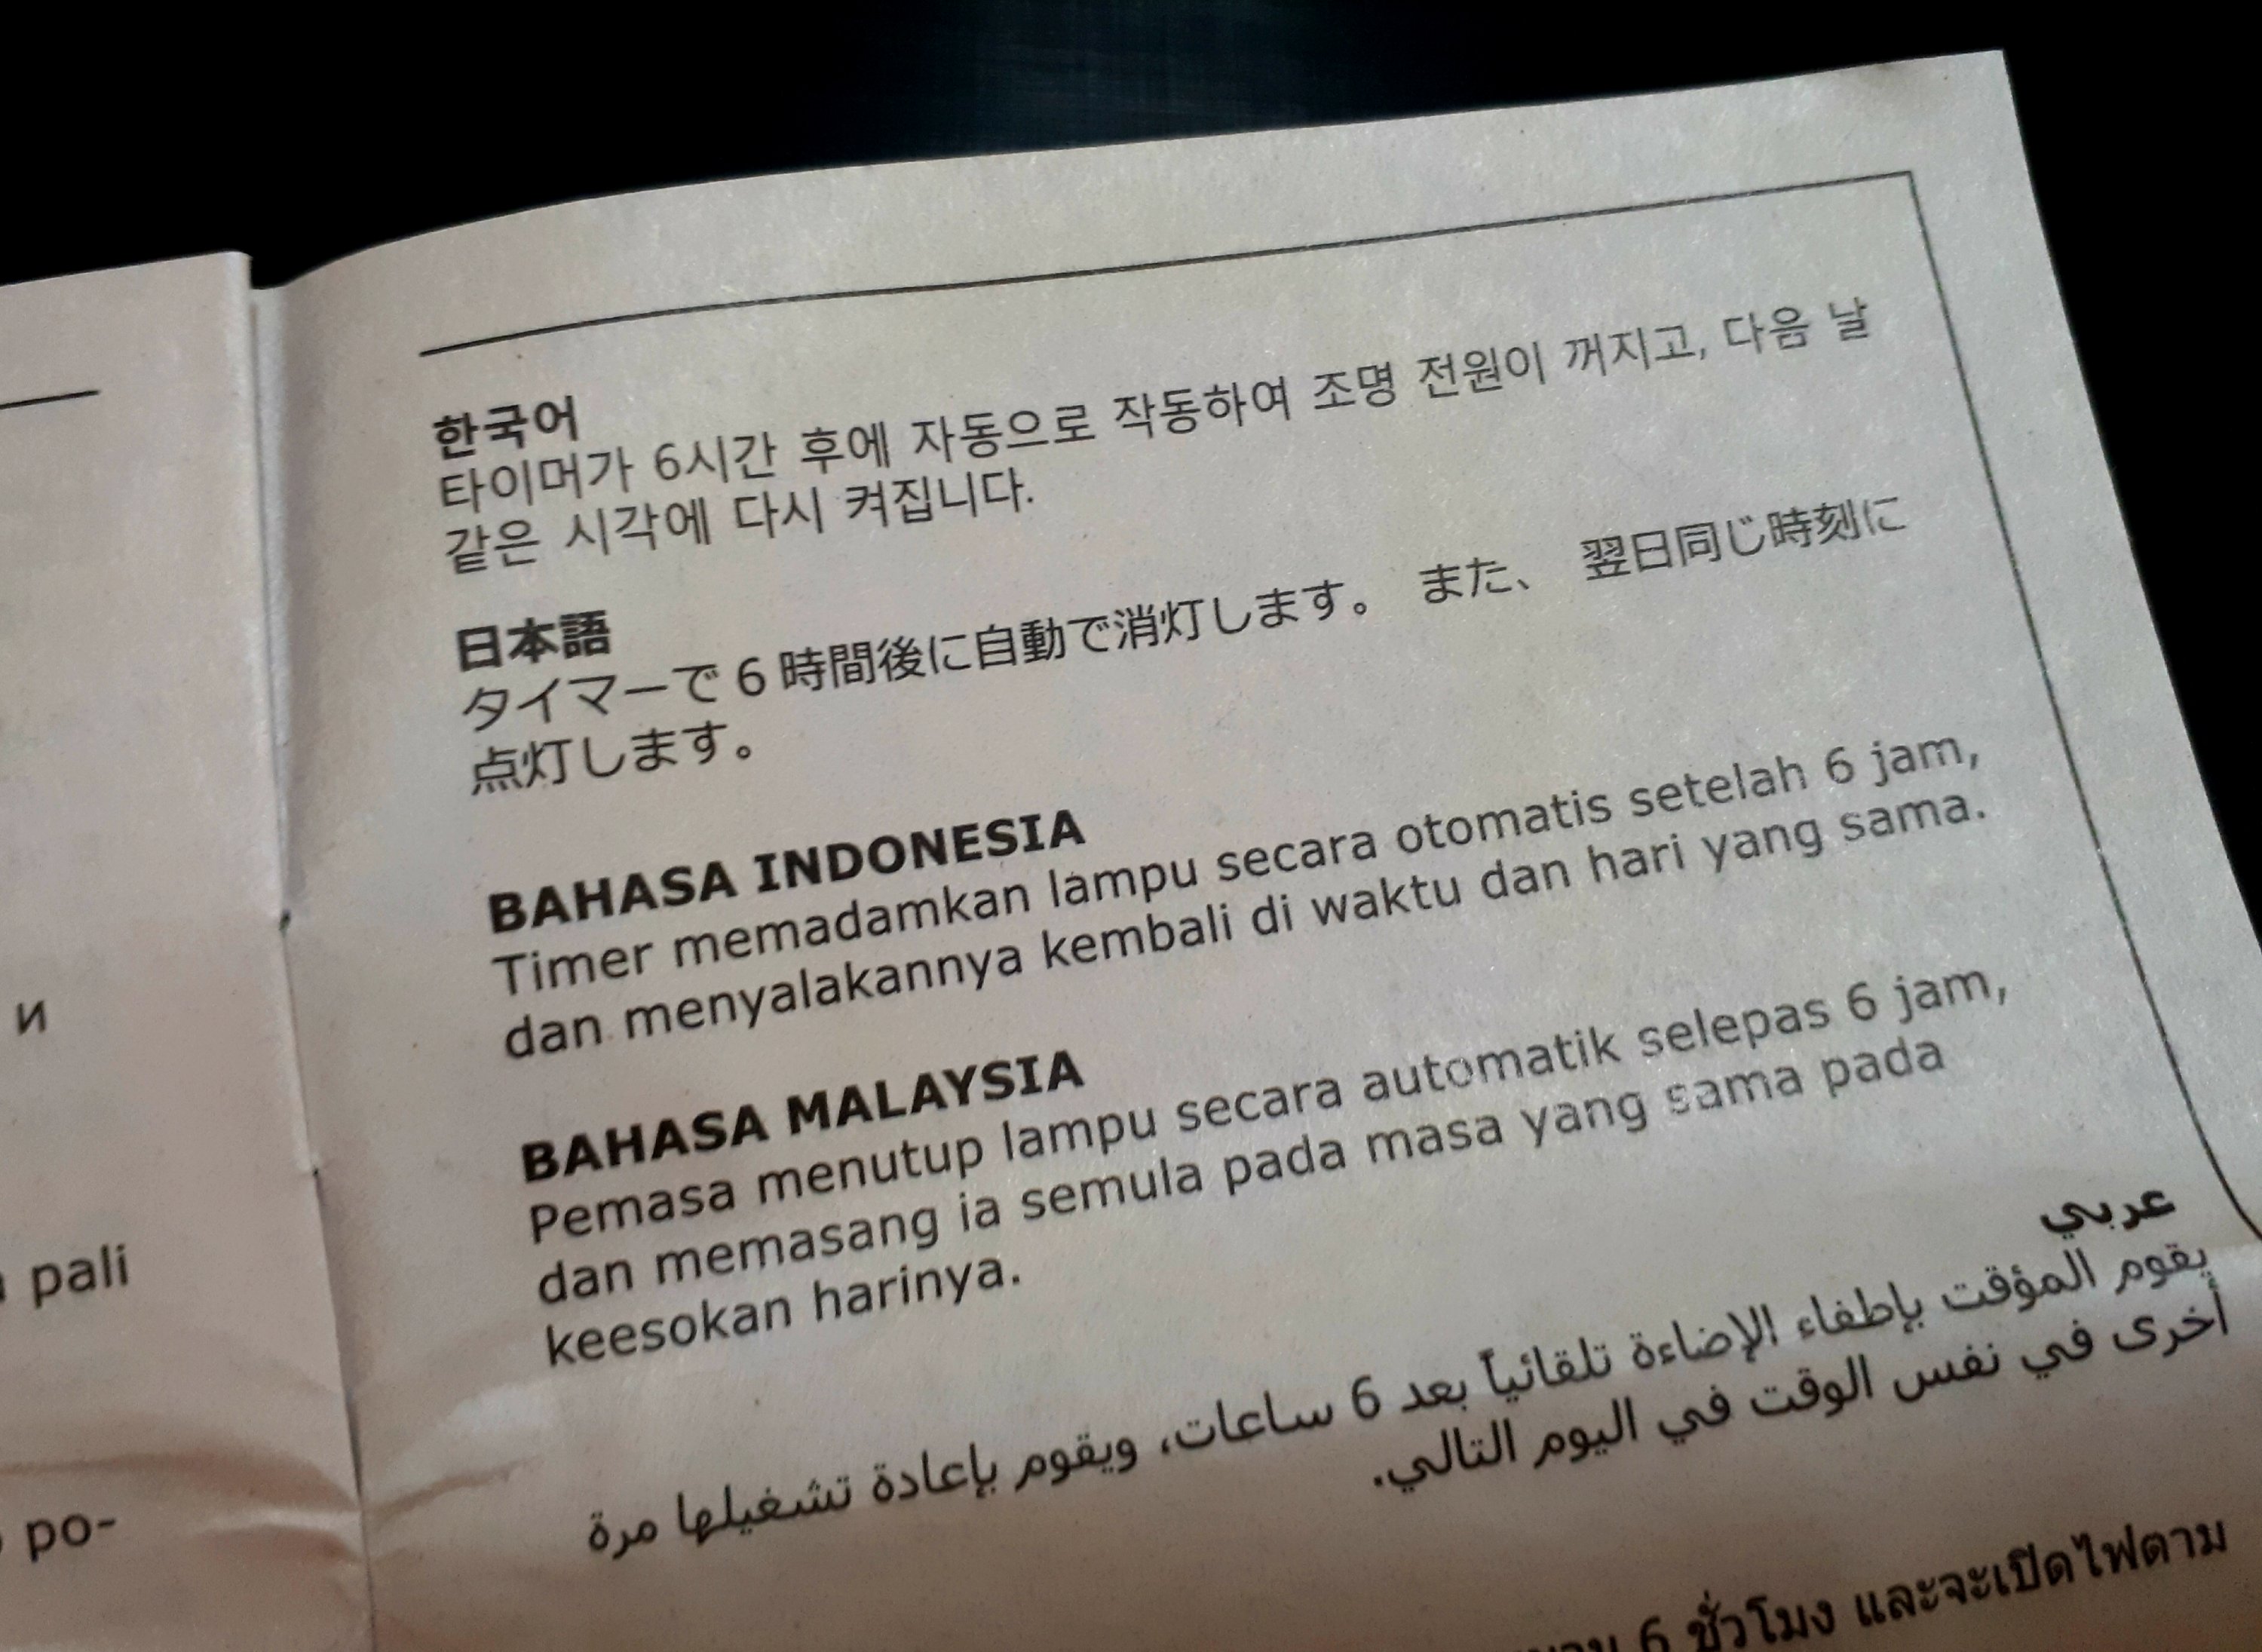 и
pali
po-
한국어
타이머가 6시간 후에 자동으로 작동하여 조명 전원이 꺼지고, 다음 날
같은 시각에 다시 켜집니다.
日本語
タイマーで 6 時間後に自動で消灯します。 また、 翌日同じ時刻に
点灯します。
BAHASA INDONESIA
Timer memadamkan lampu secara otomatis setelah 6 jam,
dan menyalakannya kembali di waktu dan hari yang sama.
BAHASA MALAYSIA
Pemasa menutup lampu secara automatik selepas 6 jam,
dan memasang ia semula pada masa yang sama pada
keesokan harinya.
عربي
يقوم المؤقت بإطفاء الإضاءة تلقائياً بعد 6 ساعات، ويقوم بإعادة تشغيلها مرة
أخرى في نفس الوقت في اليوم التالي.
6 ชั่วโมง และจะเปิดไฟตาม